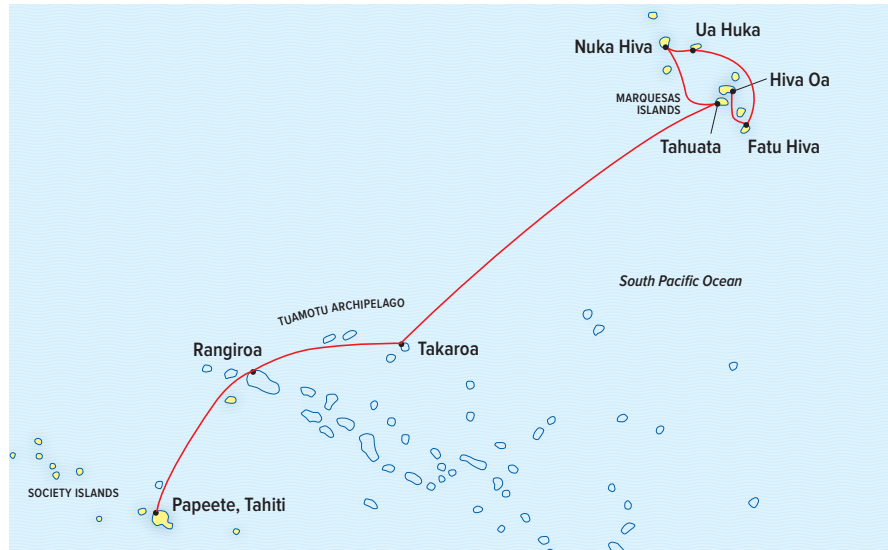 Ua Huka
Nuka Hiva
Hiva Oa
MARQUESAS
ISLANDS
Tahuata
Fatu Hiva
South Pacific Ocean
TUAMOTU ARCHIPELAGO
Rangiroa
Takaroa
SOCIETY ISLANDS
Papeete, Tahiti